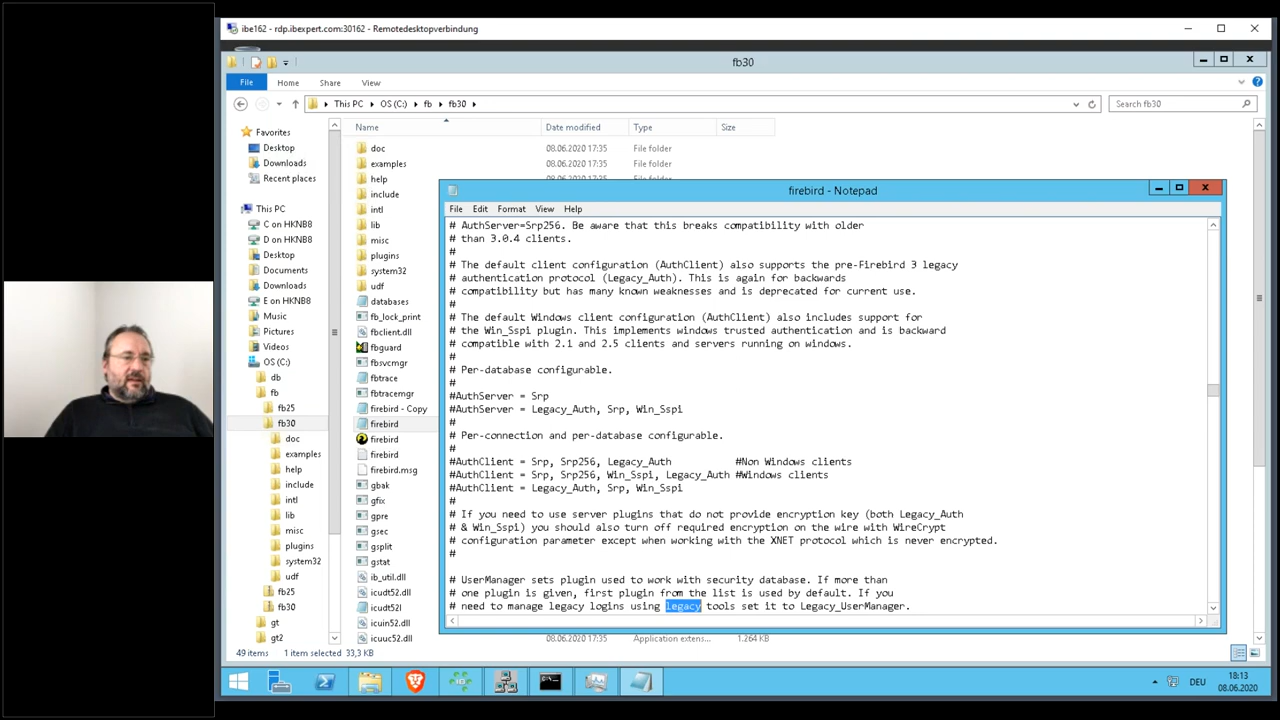 ibe162 - rdp.ibexpert.com:30162 - Remotedesktopverbindung
fb30
File Home Share View
This PC OS (C:) fb fb30
Search fb30
Name Date modified Type Size
Favorites
Desktop
Downloads
Recent places
This PC
C on HKNB8
D on HKNB8
Desktop
Documents
Downloads
E on HKNB8
Music
Pictures
Videos
OS (C:)
db
fb
fb25
fb30
doc
examples
help
include
intl
lib
misc
plugins
system32
udf
fb25
fb30
gt
gt2
doc 08.06.2020 17:35 File folder
examples 08.06.2020 17:35 File folder
help 08.06.2020 17:35 File folder
include
intl
lib
misc
plugins
system32
udf
databases
fb_lock_print
fbclient.dll
fbguard
fbsvcmgr
fbtrace
fbtracemgr
firebird - Copy
firebird
firebird
firebird
firebird.msg
gbak
gfix
gpre
gsec
gsplit
gstat
ib_util.dll
icudt52.dll
icudt52l
icuin52.dll
icuuc52.dll 08.06.2020 17:35 Application extens... 1.264 KB
firebird - Notepad
File Edit Format View Help
# AuthServer=Srp256. Be aware that this breaks compatibility with older
# than 3.0.4 clients.
#
# The default client configuration (AuthClient) also supports the pre-Firebird 3 legacy
# authentication protocol (Legacy_Auth). This is again for backwards
# compatibility but has many known weaknesses and is deprecated for current use.
#
# The default Windows client configuration (AuthClient) also includes support for
# the Win_Sspi plugin. This implements windows trusted authentication and is backward
# compatible with 2.1 and 2.5 clients and servers running on windows.
#
# Per-database configurable.
#
#AuthServer = Srp
#AuthServer = Legacy_Auth, Srp, Win_Sspi
#
# Per-connection and per-database configurable.
#
#AuthClient = Srp, Srp256, Legacy_Auth #Non Windows clients
#AuthClient = Srp, Srp256, Win_Sspi, Legacy_Auth #Windows clients
#AuthClient = Legacy_Auth, Srp, Win_Sspi
#
# If you need to use server plugins that do not provide encryption key (both Legacy_Auth
# & Win_Sspi) you should also turn off required encryption on the wire with WireCrypt
# configuration parameter except when working with the XNET protocol which is never encrypted.
#
# UserManager sets plugin used to work with security database. If more than
# one plugin is given, first plugin from the list is used by default. If you
# need to manage legacy logins using legacy tools set it to Legacy_UserManager.
49 items 1 item selected 33,3 KB
DEU
18:13
08.06.2020